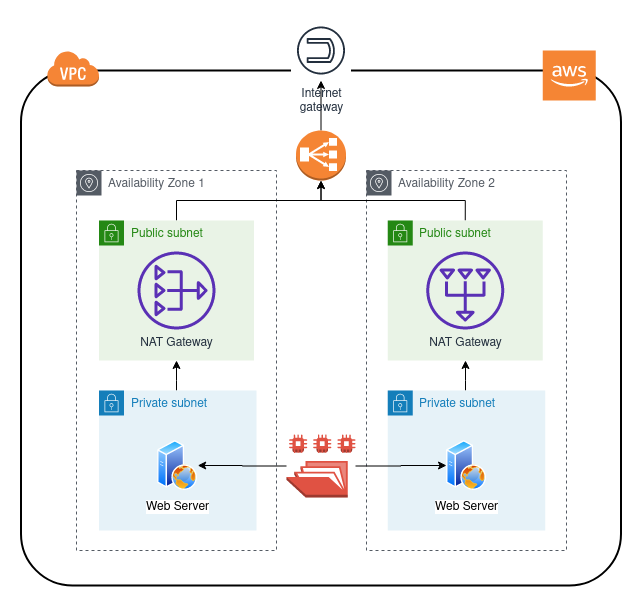 VPC
aws
Internet
gateway
Availability Zone 1
Availability Zone 2
Public subnet
Public subnet
NAT Gateway
NAT Gateway
Private subnet
Private subnet
Web Server
Web Server